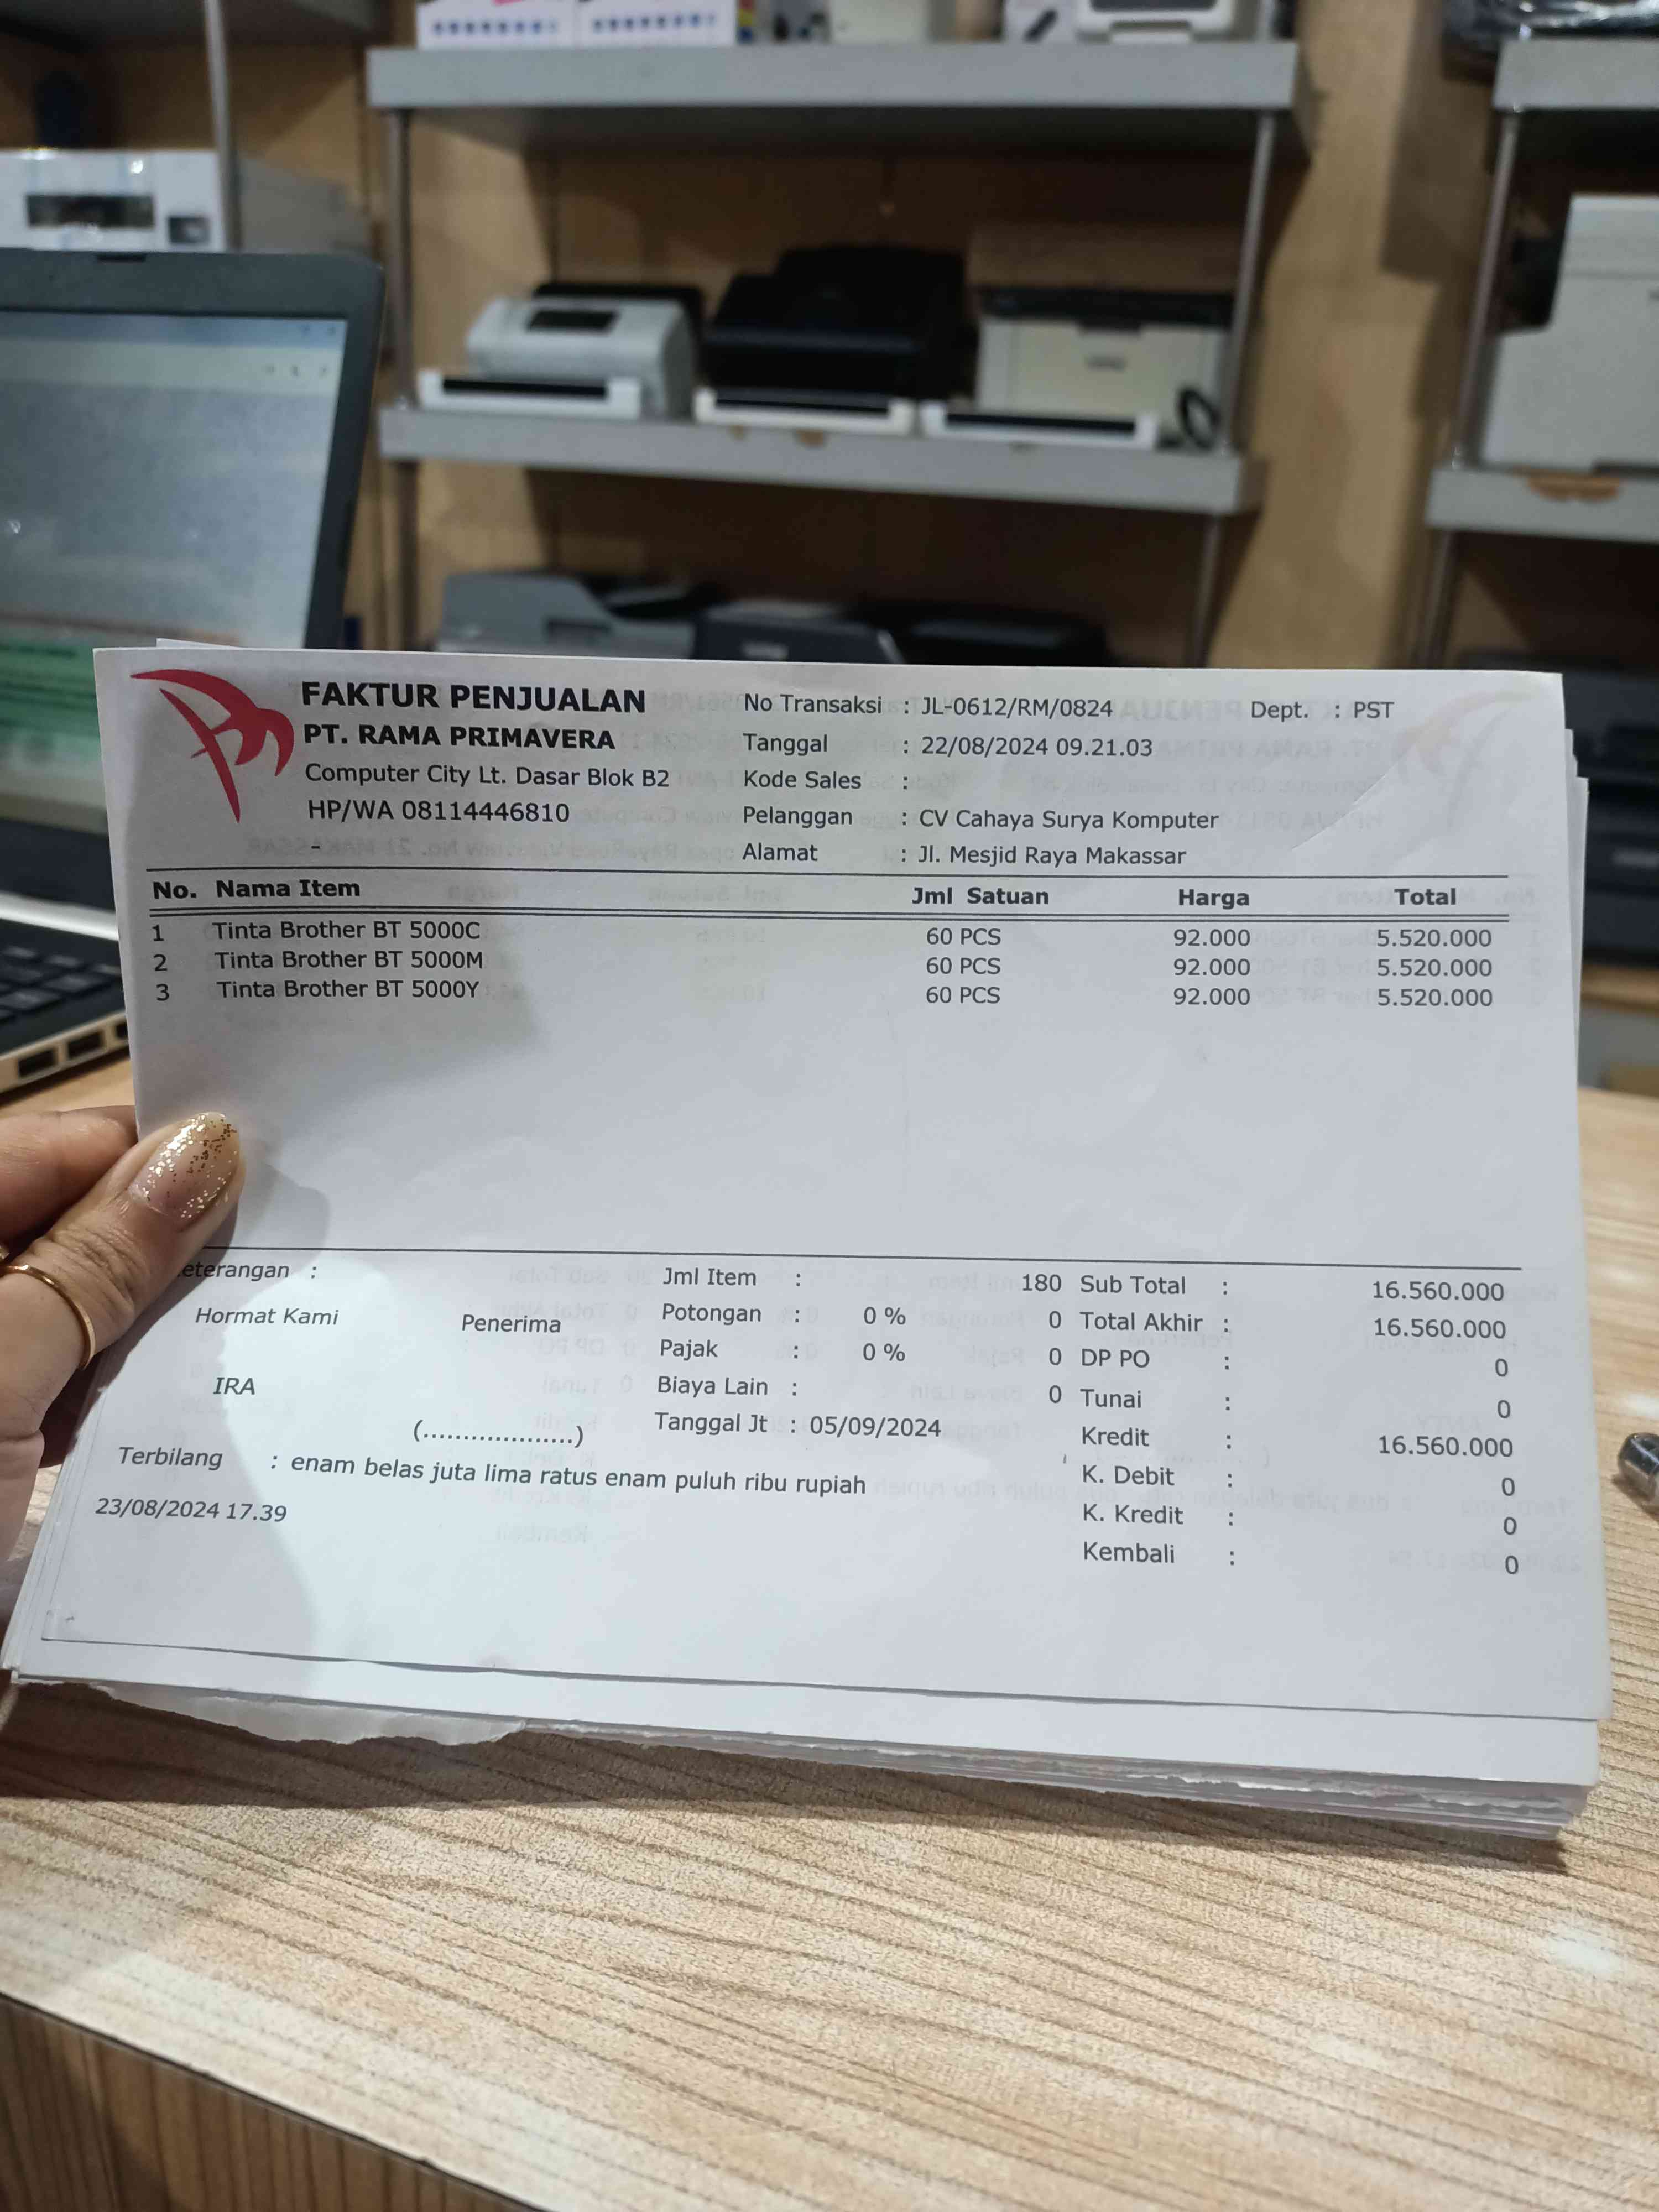 FAKTUR PENJUALAN
PT. RAMA PRIMAVERA
Computer City Lt. Dasar Blok B2
HP/WA 08114446810
-
No Transaksi : JL-0612/RM/0824 Dept. : PST
Tanggal : 22/08/2024 09.21.03
Kode Sales :
Pelanggan : CV Cahaya Surya Komputer
Alamat : Jl. Mesjid Raya Makassar
No. Nama Item Jml Satuan Harga Total
1 Tinta Brother BT 5000C 60 PCS 92.000 5.520.000
2 Tinta Brother BT 5000M 60 PCS 92.000 5.520.000
3 Tinta Brother BT 5000Y 60 PCS 92.000 5.520.000
eterangan :
Hormat Kami Penerima
IRA
(...................)
Jml Item : 180
Potongan : 0 % 0
Pajak : 0 % 0
Biaya Lain : 0
Tanggal Jt : 05/09/2024
Sub Total : 16.560.000
Total Akhir : 16.560.000
DP PO : 0
Tunai : 0
Kredit : 16.560.000
K. Debit : 0
K. Kredit : 0
Kembali : 0
Terbilang : enam belas juta lima ratus enam puluh ribu rupiah
23/08/2024 17.39